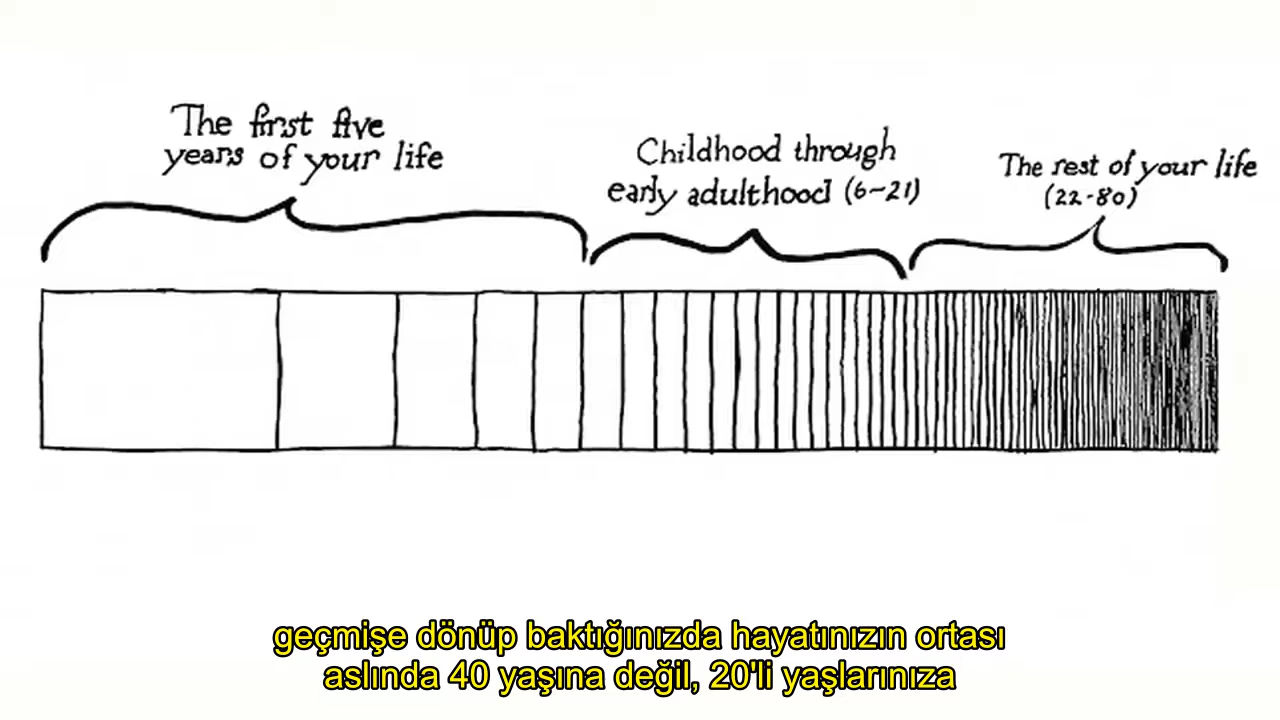 The first five
years of your life
Childhood through
early adulthood (6-21)
The rest of your life
(22-80)
geçmişe dönüp baktığınızda hayatınızın ortası
aslında 40 yaşına değil, 20'li yaşlarınıza